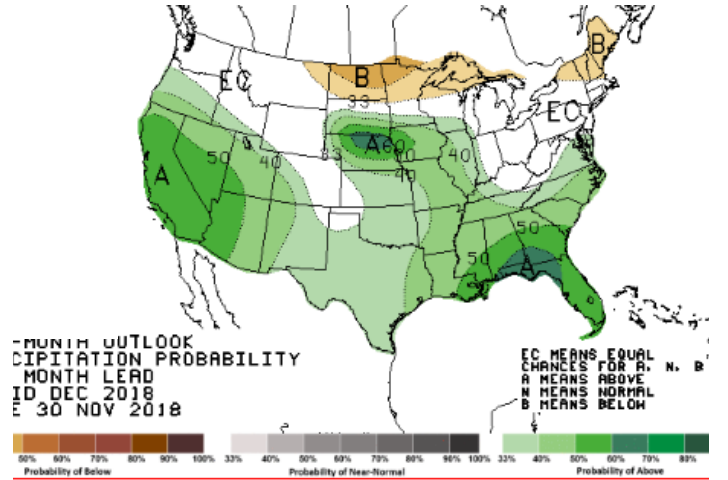 B
B
EC
33
EC
A
60
50
40
33
40
40
40
A
50
50
A
-MONTH OUTLOOK
CIPITATION PROBABILITY
MONTH LEAD
ID DEC 2018
E 30 NOV 2018
EC MEANS EQUAL
CHANCES FOR A, N, B
A MEANS ABOVE
N MEANS NORMAL
B MEANS BELOW
50% 60% 70% 80% 90% 100%
Probability of Below
33% 40% 50% 60% 70% 80% 90% 100%
Probability of Near-Normal
33% 40% 50% 60% 70% 80%
Probability of Above